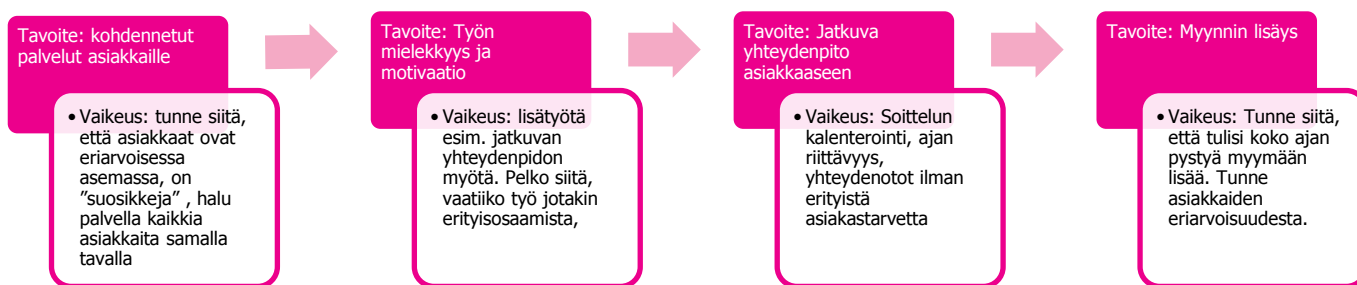 Tavoite: kohdennetut
palvelut asiakkaille
• Vaikeus: tunne siitä,
että asiakkaat ovat
eriarvoisessa
asemassa, on
”suosikkeja” , halu
palvella kaikkia
asiakkaita samalla
tavalla
Tavoite: Työn
mielekkyys ja
motivaatio
• Vaikeus: lisätyötä
esim. jatkuvan
yhteydenpidon
myötä. Pelko siitä,
vaatiiko työ jotakin
erityisosaamista,
Tavoite: Jatkuva
yhteydenpito
asiakkaaseen
• Vaikeus: Soittelun
kalenterointi, ajan
riittävyys,
yhteydenotot ilman
erityistä
asiakastarvetta
Tavoite: Myynnin lisäys
• Vaikeus: Tunne siitä,
että tulisi koko ajan
pystyä myymään
lisää. Tunne
asiakkaiden
eriarvoisuudesta.